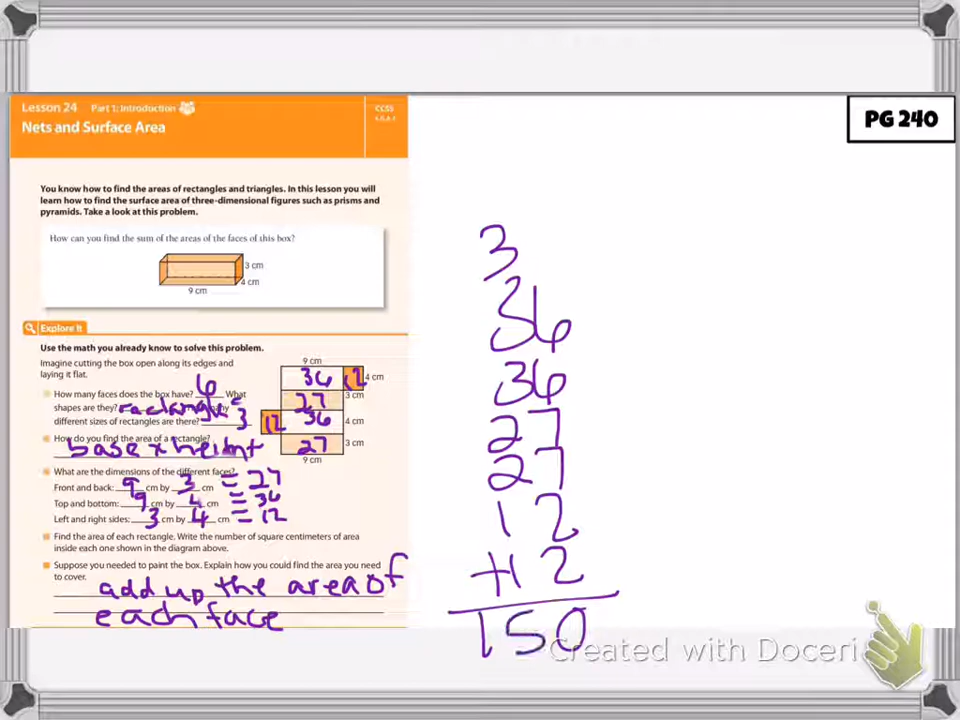 Lesson 24 Part 1: Introduction
CCSS
Nets and Surface Area
PG 240
You know how to find the areas of rectangles and triangles. In this lesson you will
learn how to find the surface area of three-dimensional figures such as prisms and
pyramids. Take a look at this problem.
How can you find the sum of the areas of the faces of this box?
3 cm
4 cm
9 cm
Explore It
Use the math you already know to solve this problem.
Imagine cutting the box open along its edges and
laying it flat.
How many faces does the box have? 6 What
shapes are they? rectangles
different sizes of rectangles are there? 3
How do you find the area of a rectangle?
base x height
What are the dimensions of the different faces?
Front and back: 9 cm by 3 cm = 27
Top and bottom: 9 cm by 4 cm = 36
Left and right sides: 3 cm by 4 cm = 12
Find the area of each rectangle. Write the number of square centimeters of area
inside each one shown in the diagram above.
Suppose you needed to paint the box. Explain how you could find the area you need
to cover.
add up the area of
each face
9 cm
36 12 4 cm
27 3 cm
12 36 4 cm
27 3 cm
9 cm
3
36
36
27
27
12
+12
150
Created with Doceri